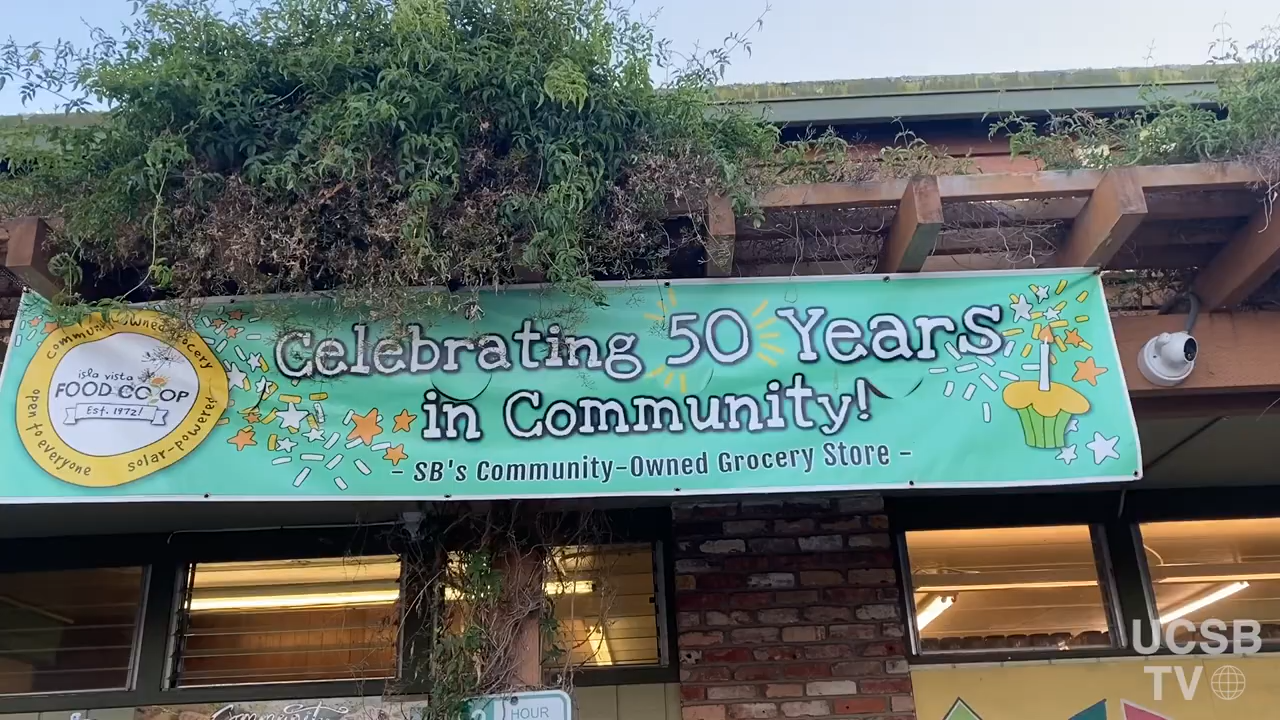 Celebrating 50 Years
in Community!
- SB's Community-Owned Grocery Store -
Community Owned Grocery
isla vista
FOOD CO-OP
Est. 1972!
open to everyone
solar-powered
Community
HOUR
UCSB
TV